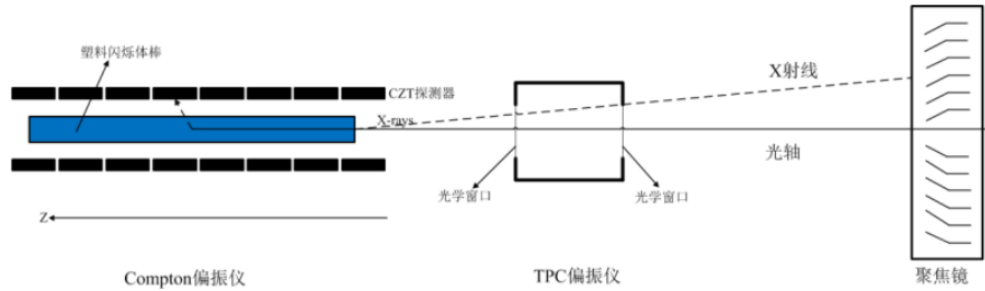 塑料闪烁体棒
CZT探测器
X-rays
X射线
光轴
光学窗口
光学窗口
Z
Compton偏振仪
TPC偏振仪
聚焦镜